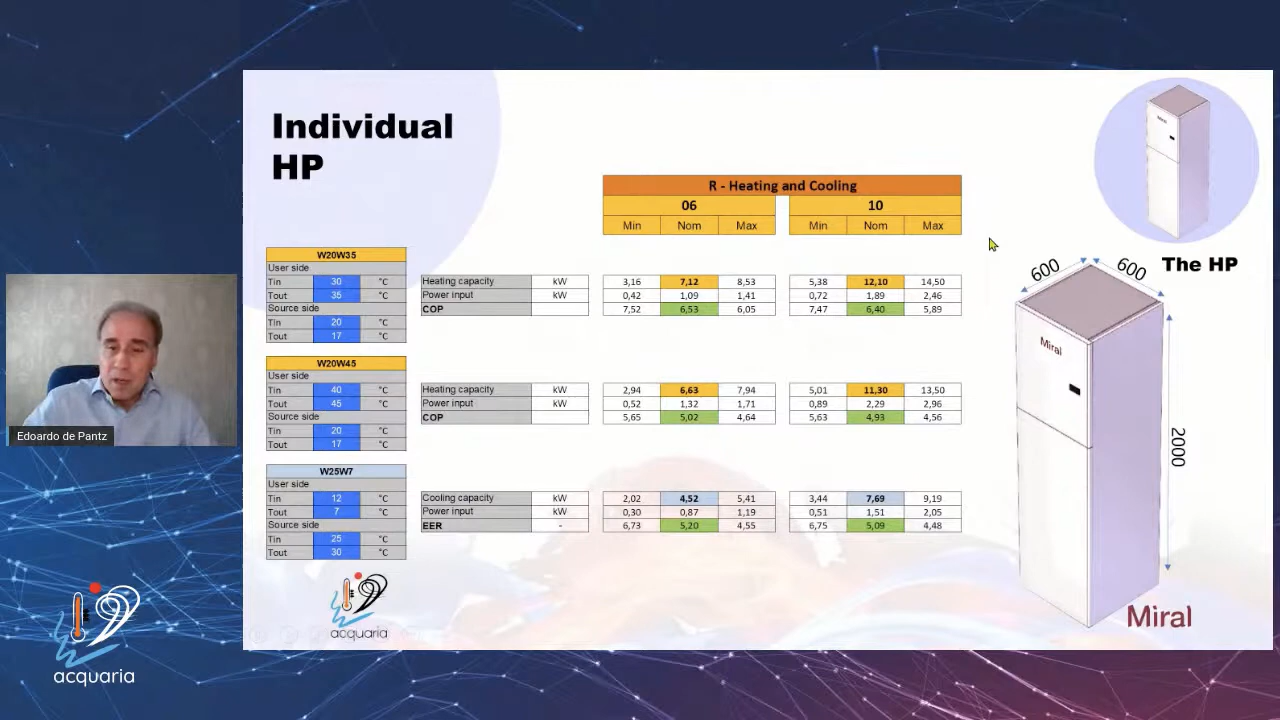 Individual
HP
R - Heating and Cooling
06 10
Min Nom Max Min Nom Max
The HP
600 600
2000
Miral
Miral
W20W35
User side
Tin 30 °C
Tout 35 °C
Source side
Tin 20 °C
Tout 17 °C
Heating capacity kW 3,16 7,12 8,53 5,38 12,10 14,50
Power input kW 0,42 1,09 1,41 0,72 1,89 2,46
COP 7,52 6,53 6,05 7,47 6,40 5,89
W20W45
User side
Tin 40 °C
Tout 45 °C
Source side
Tin 20 °C
Tout 17 °C
Heating capacity kW 2,94 6,63 7,94 5,01 11,30 13,50
Power input kW 0,52 1,32 1,71 0,89 2,29 2,96
COP 5,65 5,02 4,64 5,63 4,93 4,56
W25W7
User side
Tin 12 °C
Tout 7 °C
Source side
Tin 25 °C
Tout 30 °C
Cooling capacity kW 2,02 4,52 5,41 3,44 7,69 9,19
Power input kW 0,30 0,87 1,19 0,51 1,51 2,05
EER - 6,73 5,20 4,55 6,75 5,09 4,48
acquaria
Edoardo de Pantz
acquaria